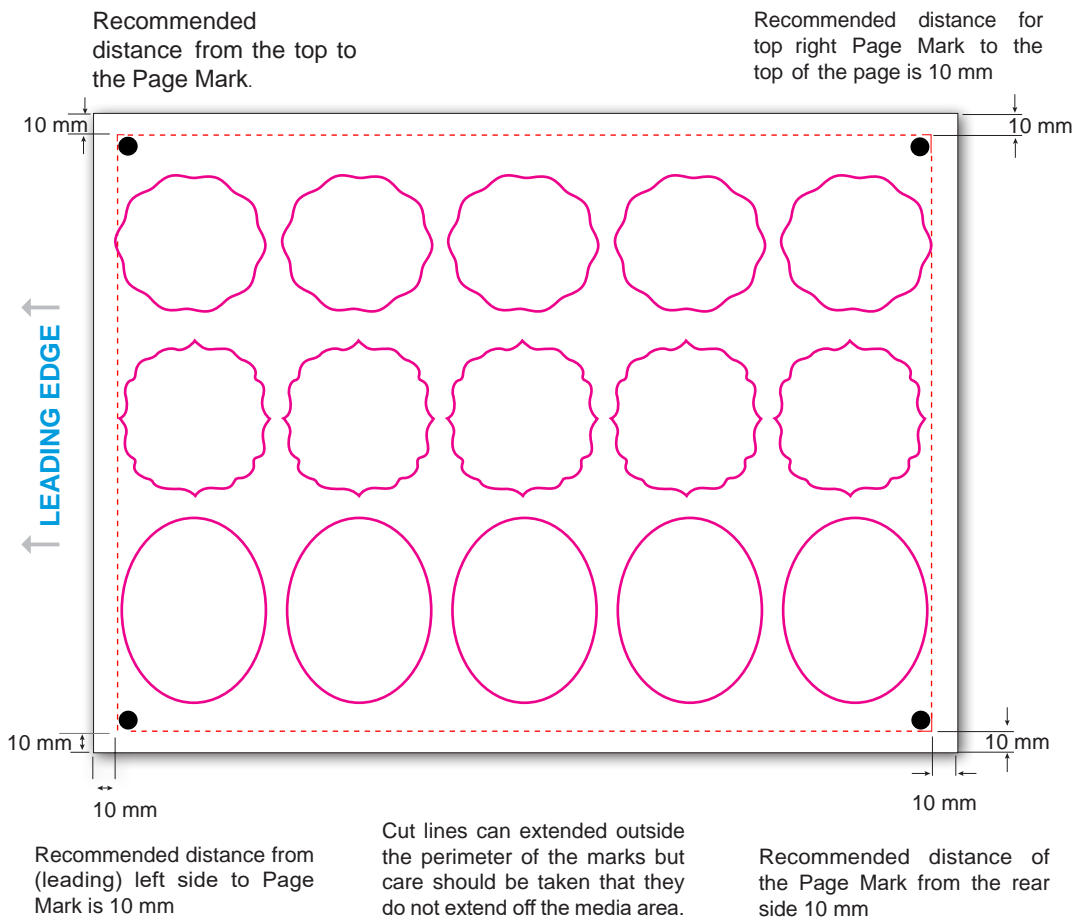 Recommended
distance from the top to
the Page Mark.
Recommended distance for
top right Page Mark to the
top of the page is 10 mm
10 mm
10 mm
LEADING EDGE
10 mm
10 mm
10 mm
10 mm
Recommended distance from
(leading) left side to Page
Mark is 10 mm
Cut lines can extended outside
the perimeter of the marks but
care should be taken that they
do not extend off the media area.
Recommended distance of
the Page Mark from the rear
side 10 mm